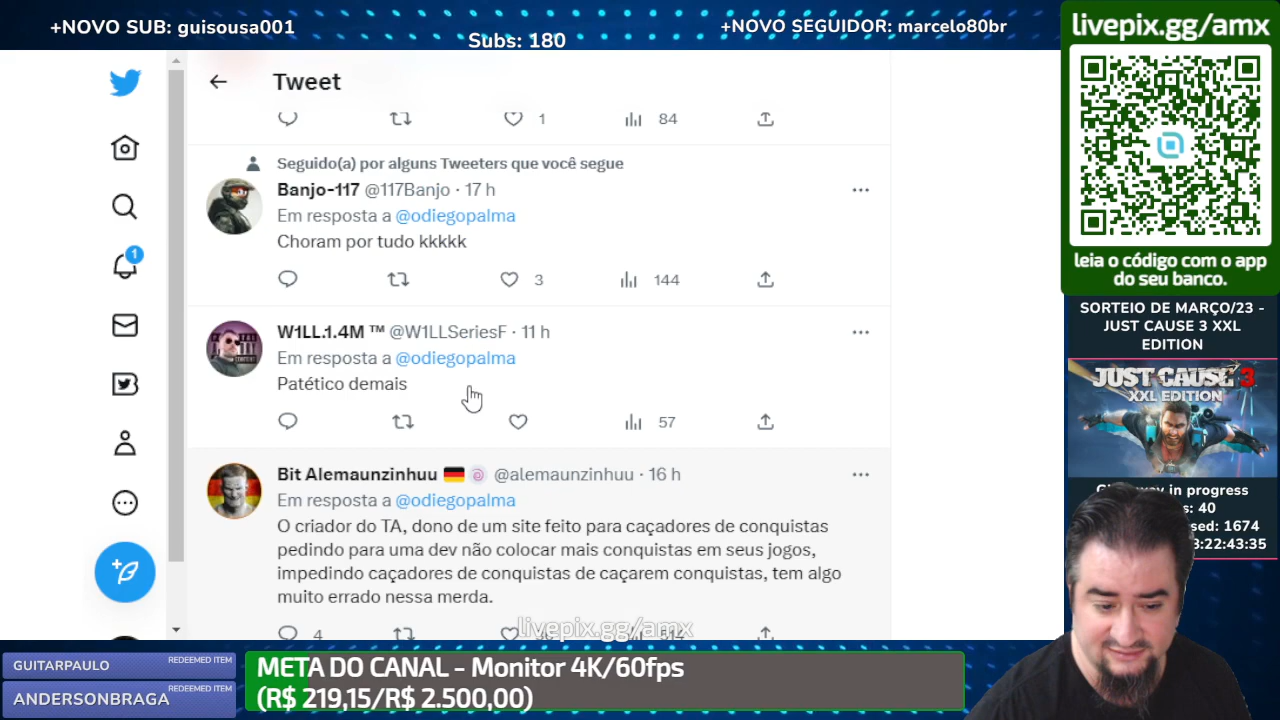 +NOVO SUB: guisousa001
Subs: 180
+NOVO SEGUIDOR: marcelo80br
livepix.gg/amx
leia o código com o app
do seu banco.
SORTEIO DE MARÇO/23 -
JUST CAUSE 3 XXL
EDITION
JUST CAUSE 3
XXL EDITION
in progress
: 40
sed: 1674
:22:43:35
Tweet
1
84
Seguido(a) por alguns Tweeters que você segue
Banjo-117 @117Banjo · 17 h
Em resposta a @odiegopalma
Choram por tudo kkkkk
3
144
1
W1LL.1.4M ™ @W1LLSeriesF · 11 h
Em resposta a @odiegopalma
Patético demais
57
Bit Alemaunzinhuu @alemaunzinhuu · 16 h
Em resposta a @odiegopalma
O criador do TA, dono de um site feito para caçadores de conquistas
pedindo para uma dev não colocar mais conquistas em seus jogos,
impedindo caçadores de conquistas de caçarem conquistas, tem algo
muito errado nessa merda.
livepix.gg/amx
4
GUITARPAULO REDEEMED ITEM
ANDERSONBRAGA REDEEMED ITEM
META DO CANAL - Monitor 4K/60fps
(R$ 219,15/R$ 2.500,00)